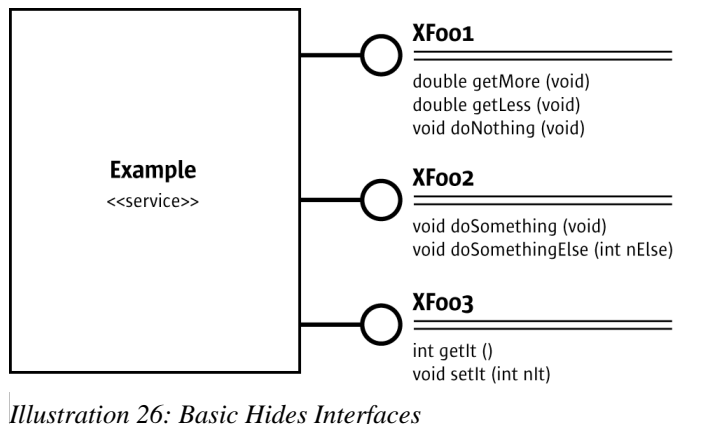 XFoo1
double getMore (void)
double getLess (void)
void doNothing (void)
Example
<<service>>
XFoo2
void doSomething (void)
void doSomethingElse (int nElse)
XFoo3
int getIt ()
void setIt (int nIt)
Illustration 26: Basic Hides Interfaces